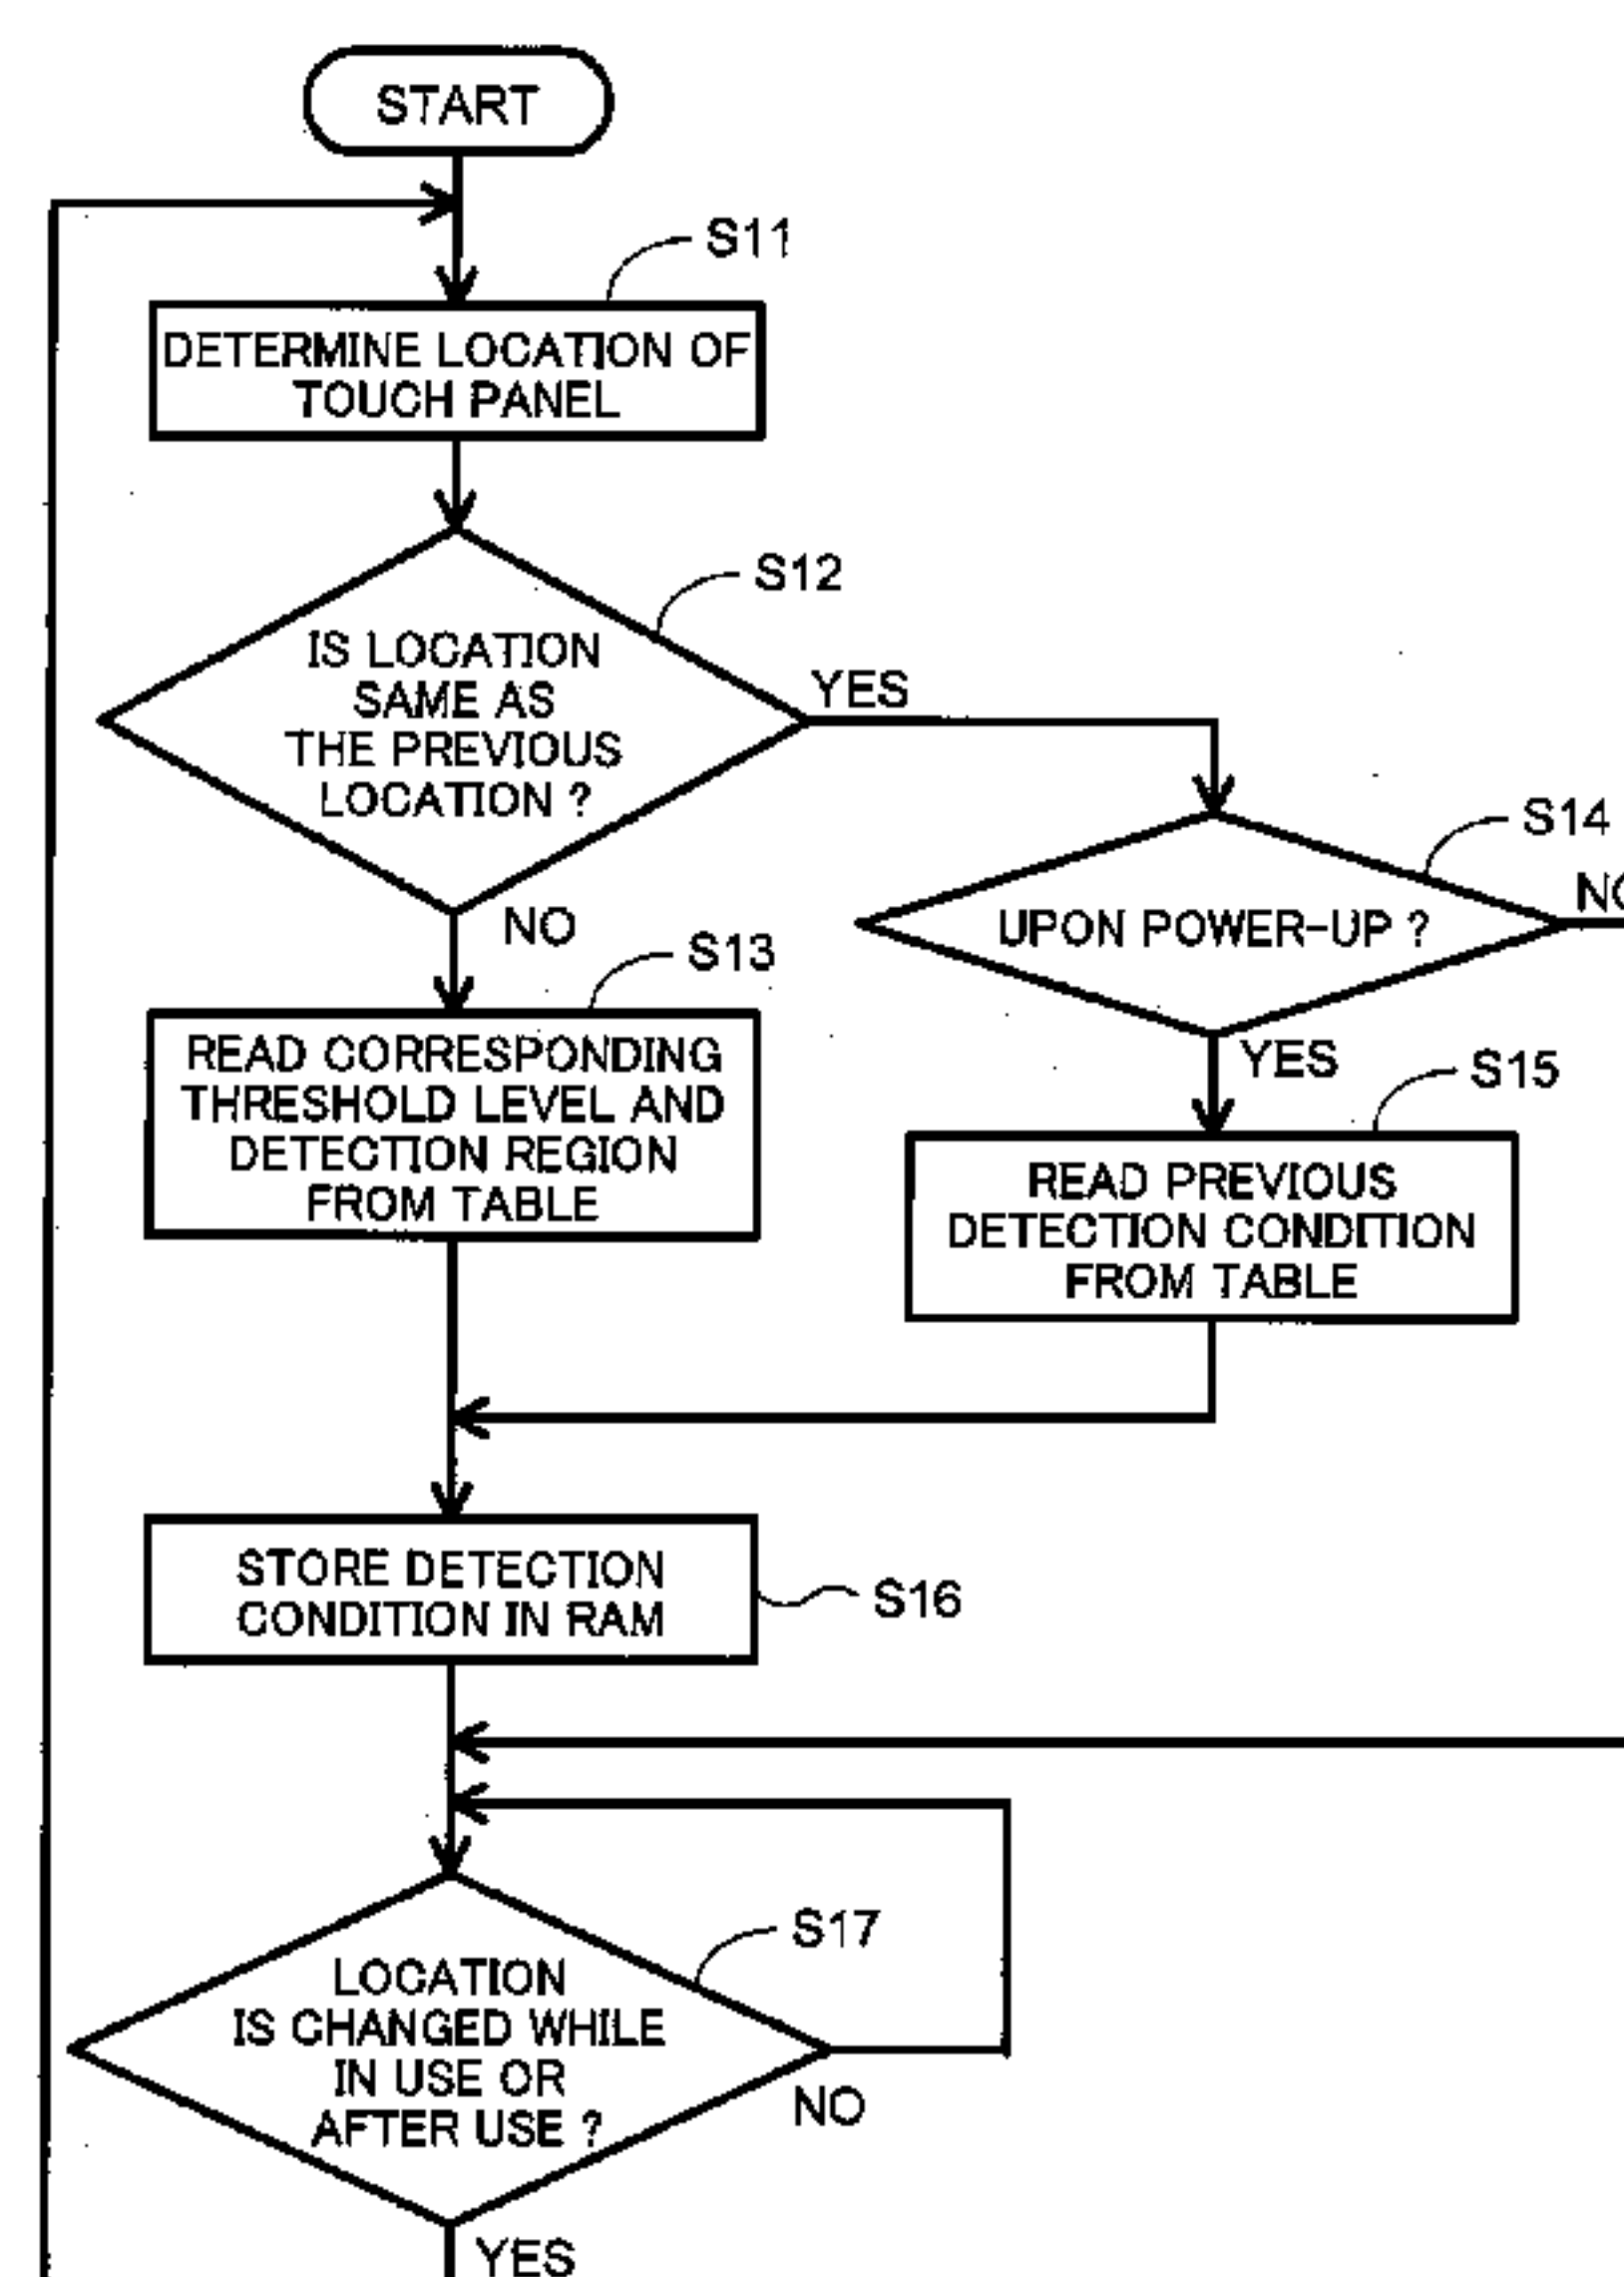 START
S11
DETERMINE LOCATION OF
TOUCH PANEL
S12
IS LOCATION
SAME AS
THE PREVIOUS
LOCATION ?
YES
NO
S14
UPON POWER-UP ?
YES
S13
READ CORRESPONDING
THRESHOLD LEVEL AND
DETECTION REGION
FROM TABLE
S15
READ PREVIOUS
DETECTION CONDITION
FROM TABLE
STORE DETECTION
CONDITION IN RAM
S16
S17
LOCATION
IS CHANGED WHILE
IN USE OR
AFTER USE ?
NO
YES